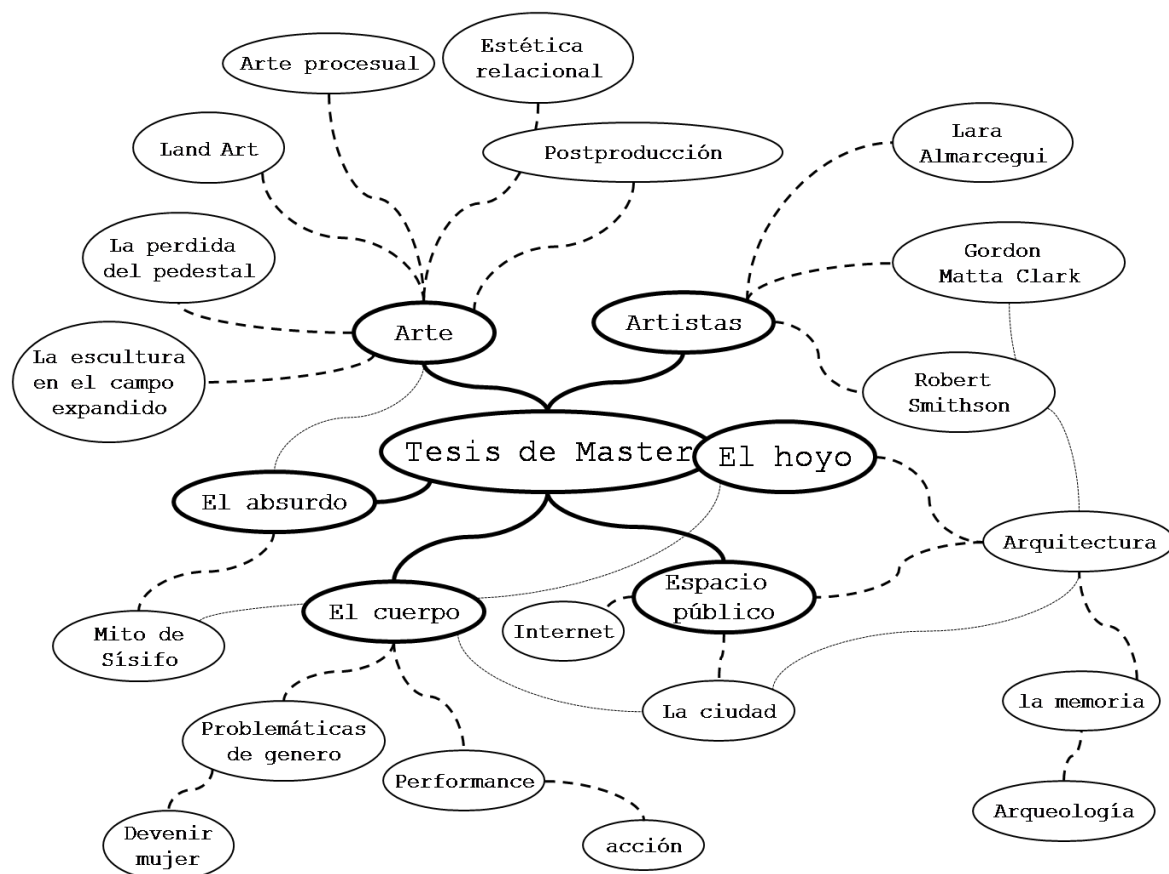 Estética
relacional
Arte procesual
Land Art
Postproducción
Lara
Almarcegui
La perdida
del pedestal
Gordon
Matta Clark
Arte
Artistas
La escultura
en el campo
expandido
Robert
Smithson
Tesis de Master
El hoyo
El absurdo
Arquitectura
El cuerpo
Espacio
público
Internet
Mito de
Sísifo
La ciudad
la memoria
Problemáticas
de genero
Performance
Arqueología
Devenir
mujer
acción